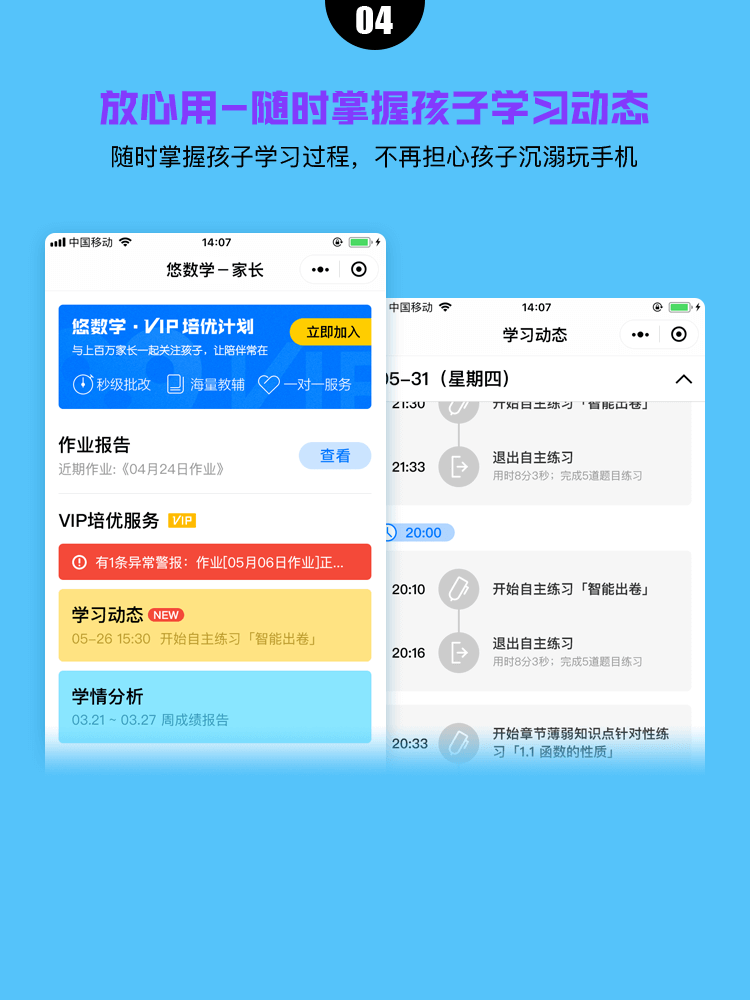 04
放心用-随时掌握孩子学习动态
随时掌握孩子学习过程，不再担心孩子沉溺玩手机
中国移动 14:07
悠数学－家长
悠数学·VIP培优计划
立即加入
与上百万家长一起关注孩子，让陪伴常在
秒级批改 海量教辅 一对一服务
作业报告
近期作业:《04月24日作业》
查看
VIP培优服务 VIP
有1条异常警报：作业[05月06日作业]正...
学习动态 NEW
05-26 15:30 开始自主练习「智能出卷」
学情分析
03.21 ~ 03.27 周成绩报告
中国移动 14:07
学习动态
05-31（星期四）
21:30 开始自主练习「智能出卷」
21:33 退出自主练习
用时8分3秒；完成5道题目练习
20:00
20:10 开始自主练习「智能出卷」
20:16 退出自主练习
用时8分3秒；完成5道题目练习
20:33 开始章节薄弱知识点针对性练
习「1.1 函数的性质」